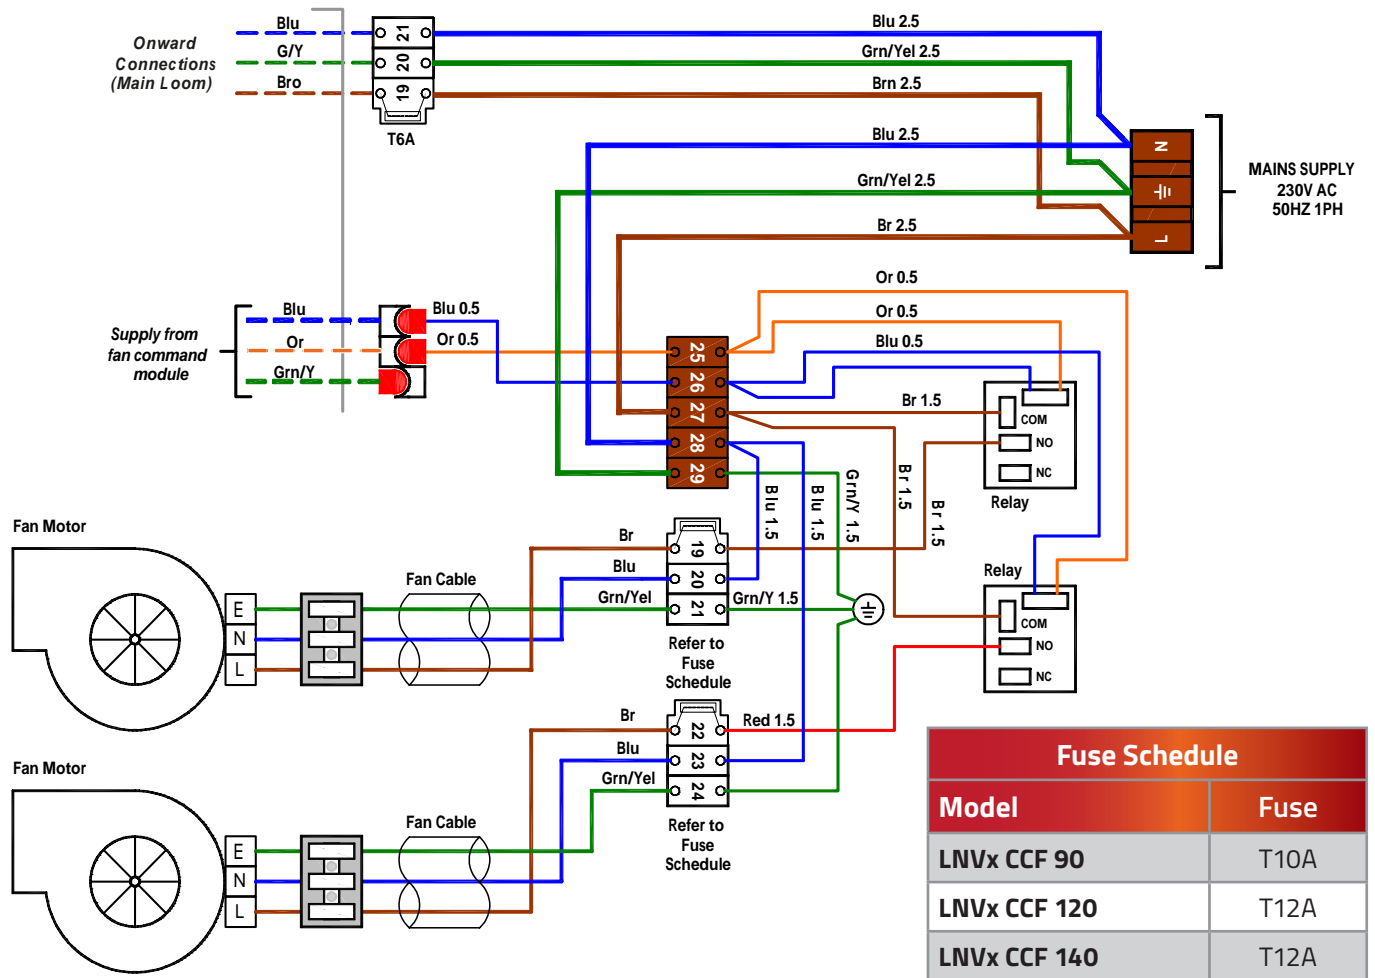 Blu
G/Y
Bro
Onward
Connections
(Main Loom)
21
20
19
T6A
Blu 2.5
Grn/Yel 2.5
Brn 2.5
Blu 2.5
Grn/Yel 2.5
Br 2.5
N
L
MAINS SUPPLY
230V AC
50HZ 1PH
Supply from
fan command
module
Blu
Or
Grn/Y
Blu 0.5
Or 0.5
Or 0.5
Or 0.5
Blu 0.5
25
26
27
28
29
Br 1.5
COM
NO
NC
Relay
Blu 1.5
Blu 1.5
Grn/Y 1.5
Br 1.5
Br 1.5
Fan Motor
E
N
L
Fan Cable
Br
Blu
Grn/Yel
19
20
21
Grn/Y 1.5
Refer to
Fuse
Schedule
Relay
COM
NO
NC
Fan Motor
E
N
L
Fan Cable
Br
Blu
Grn/Yel
22
23
24
Red 1.5
Refer to
Fuse
Schedule
Fuse Schedule
Model Fuse
LNVx CCF 90 T10A
LNVx CCF 120 T12A
LNVx CCF 140 T12A